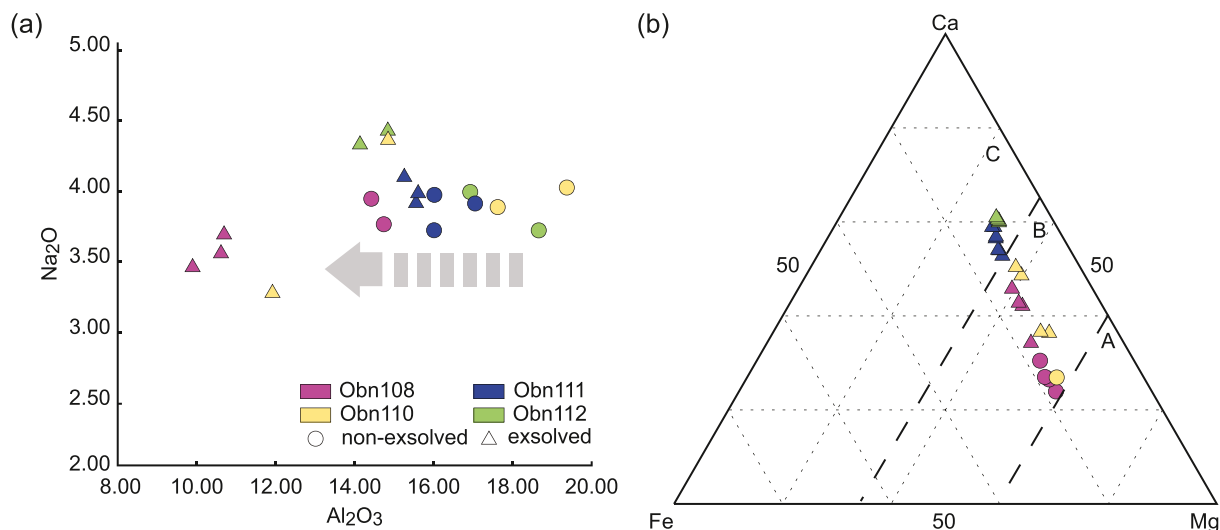 (a)
5.00
4.50
4.00
3.50
3.00
2.50
2.00
Na2O
8.00 10.00 12.00 14.00 16.00 18.00 20.00
Al2O3
Obn108 Obn111
Obn110 Obn112
non-exsolved exsolved
(b)
Ca
C
B
50 50
A
Fe 50 Mg